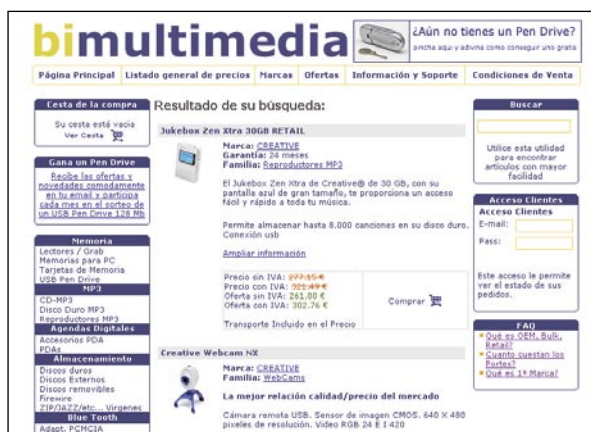 bimultimedia
¿Aún no tienes un Pen Drive?
pincha aqui y adivina como conseguir uno gratis
Página Principal
Listado general de precios
Marcas
Ofertas
Información y Soporte
Condiciones de Venta
Cesta de la compra
Su cesta está vacia
Ver Cesta
Gana un Pen Drive
Recibe las ofertas y
novedades comodamente
en tu email y participa
cada mes en el sorteo de
un USB Pen Drive 128 Mb
Memoria
Lectores / Grab
Memorias para PC
Tarjetas de Memoria
USB Pen Drive
MP3
CD-MP3
Disco Duro MP3
Reproductores MP3
Agendas Digitales
Accesorios PDA
PDAs
Almacenamiento
Discos duros
Discos Externos
Discos removibles
Firewire
ZIP/JAZZ/etc... Virgenes
Blue Tooth
Adapt. PCMCIA
Resultado de su búsqueda:
Jukebox Zen Xtra 30GB RETAIL
Marca: CREATIVE
Garantía: 24 meses
Familia: Reproductores MP3
El Jukebox Zen Xtra de Creative® de 30 GB, con su
pantalla azul de gran tamaño, te proporciona un acceso
fácil y rápido a toda tu música.
Permite almacenar hasta 8.000 canciones en su disco duro.
Conexión usb
Ampliar información
Precio sin IVA: 277.15 €
Precio con IVA: 321.49 €
Oferta sin IVA: 261.00 €
Oferta con IVA: 302.76 €
Transporte Incluido en el Precio
Comprar
Creative Webcam NX
Marca: CREATIVE
Familia: WebCams
La mejor relación calidad/precio del mercado
Cámara remota USB. Sensor de imagen CMOS. 640 X 480
pixeles de resolución. Video RGB 24 E I 420
Buscar
Utilice esta utilidad
para encontrar
artículos con mayor
facilidad
Acceso Clientes
Acceso Clientes
E-mail:
Pass:
Este acceso le permite
ver el estado de sus
pedidos.
FAQ
Qué es OEM, Bulk,
Retail?
Cuanto cuestan los
Portes?
Qué es 1ª Marca?